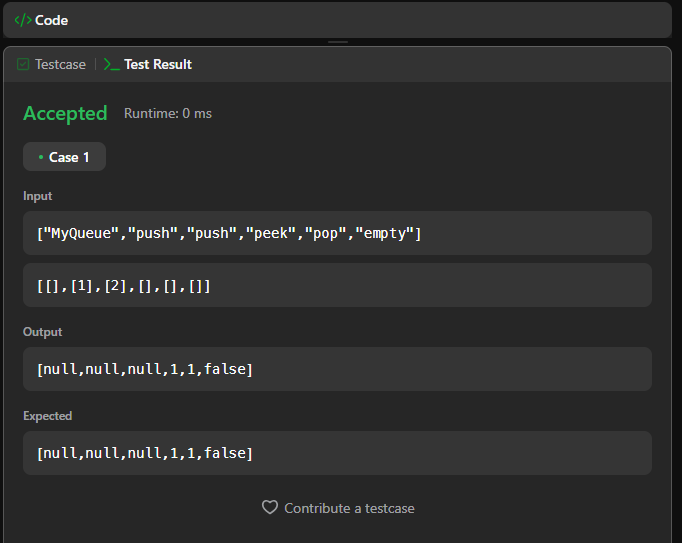 </> Code
Testcase | >_ Test Result
Accepted Runtime: 0 ms
• Case 1
Input
["MyQueue","push","push","peek","pop","empty"]
[[],[1],[2],[],[],[]]
Output
[null,null,null,1,1,false]
Expected
[null,null,null,1,1,false]
Contribute a testcase